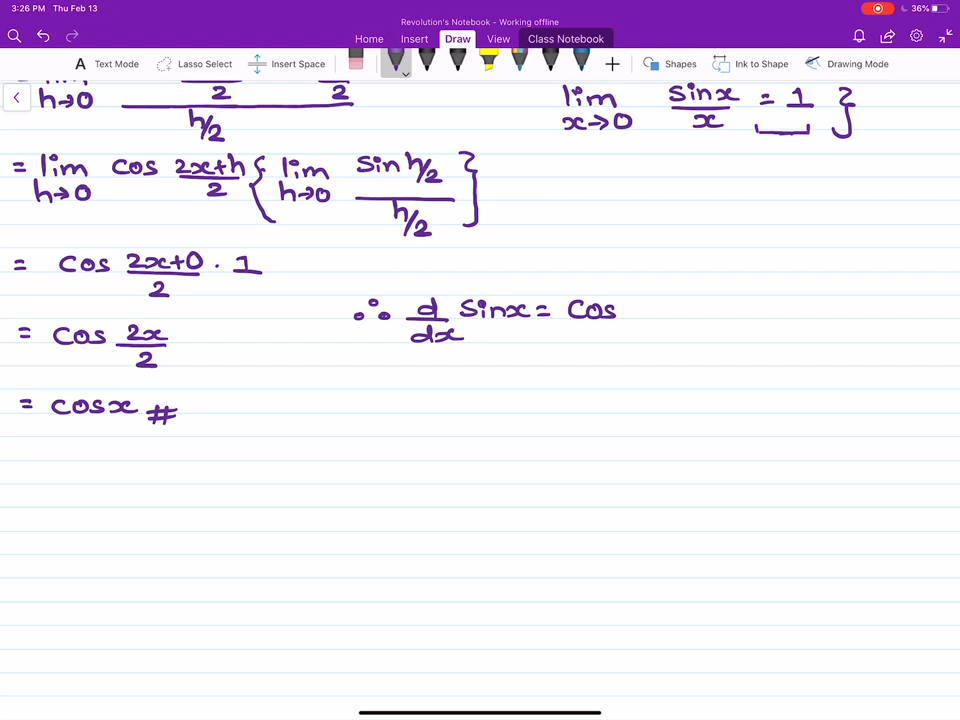 3:26 PM Thu Feb 13
36%
Revolution's Notebook - Working offline
Home Insert Draw View Class Notebook
Text Mode Lasso Select Insert Space Shapes Ink to Shape Drawing Mode
h→0 2 2
h/2
lim sinx/x = 1 }
x→0
= lim cos 2x+h/2 { lim sin h/2 / h/2 }
h→0 h→0
= cos 2x+0/2 · 1
∴ d/dx sinx = cos
= cos 2x/2
= cosx #